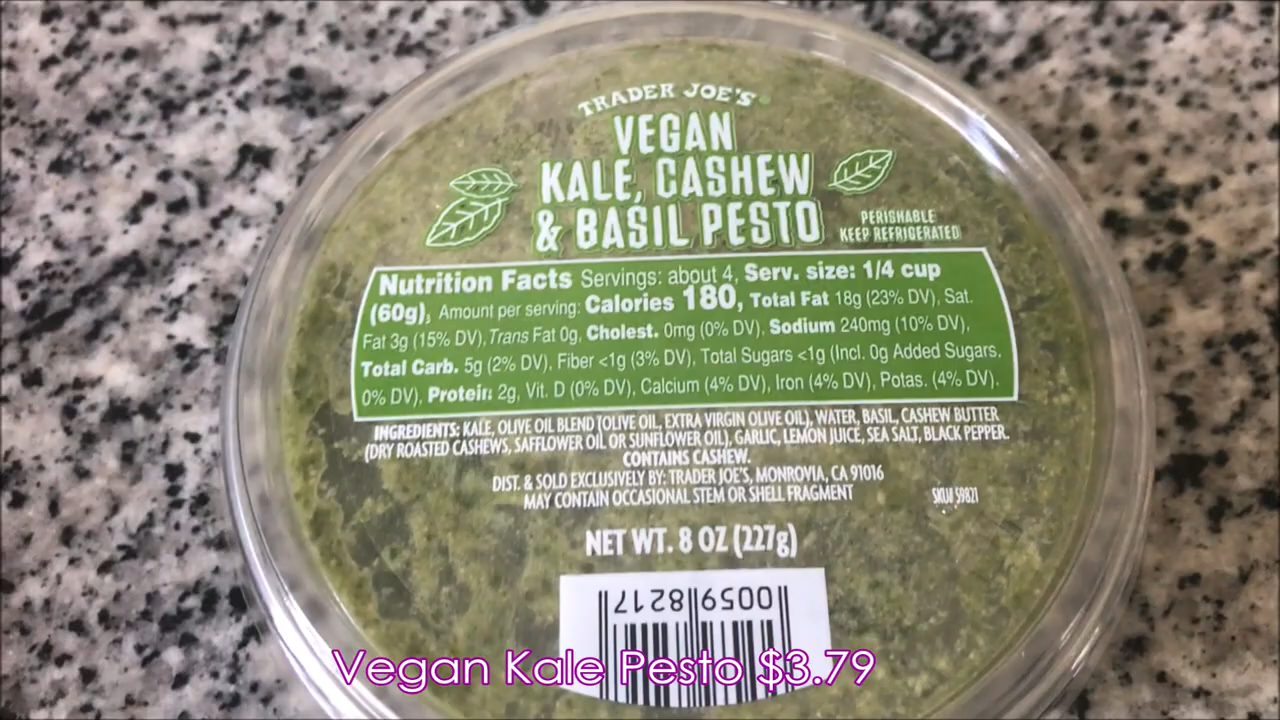 TRADER JOE'S
VEGAN
KALE, CASHEW
& BASIL PESTO
PERISHABLE
KEEP REFRIGERATED
Nutrition Facts Servings: about 4, Serv. size: 1/4 cup
(60g), Amount per serving: Calories 180, Total Fat 18g (23% DV), Sat.
Fat 3g (15% DV), Trans Fat 0g, Cholest. 0mg (0% DV), Sodium 240mg (10% DV),
Total Carb. 5g (2% DV), Fiber <1g (3% DV), Total Sugars <1g (Incl. 0g Added Sugars.
0% DV), Protein: 2g, Vit. D (0% DV), Calcium (4% DV), Iron (4% DV), Potas. (4% DV).
INGREDIENTS: KALE, OLIVE OIL BLEND (OLIVE OIL, EXTRA VIRGIN OLIVE OIL), WATER, BASIL, CASHEW BUTTER
(DRY ROASTED CASHEWS, SAFFLOWER OIL OR SUNFLOWER OIL), GARLIC, LEMON JUICE, SEA SALT, BLACK PEPPER.
CONTAINS CASHEW.
DIST. & SOLD EXCLUSIVELY BY: TRADER JOE'S, MONROVIA, CA 91016
MAY CONTAIN OCCASIONAL STEM OR SHELL FRAGMENT
SKU# 59821
NET WT. 8 OZ (227g)
0059 8217
Vegan Kale Pesto $3.79